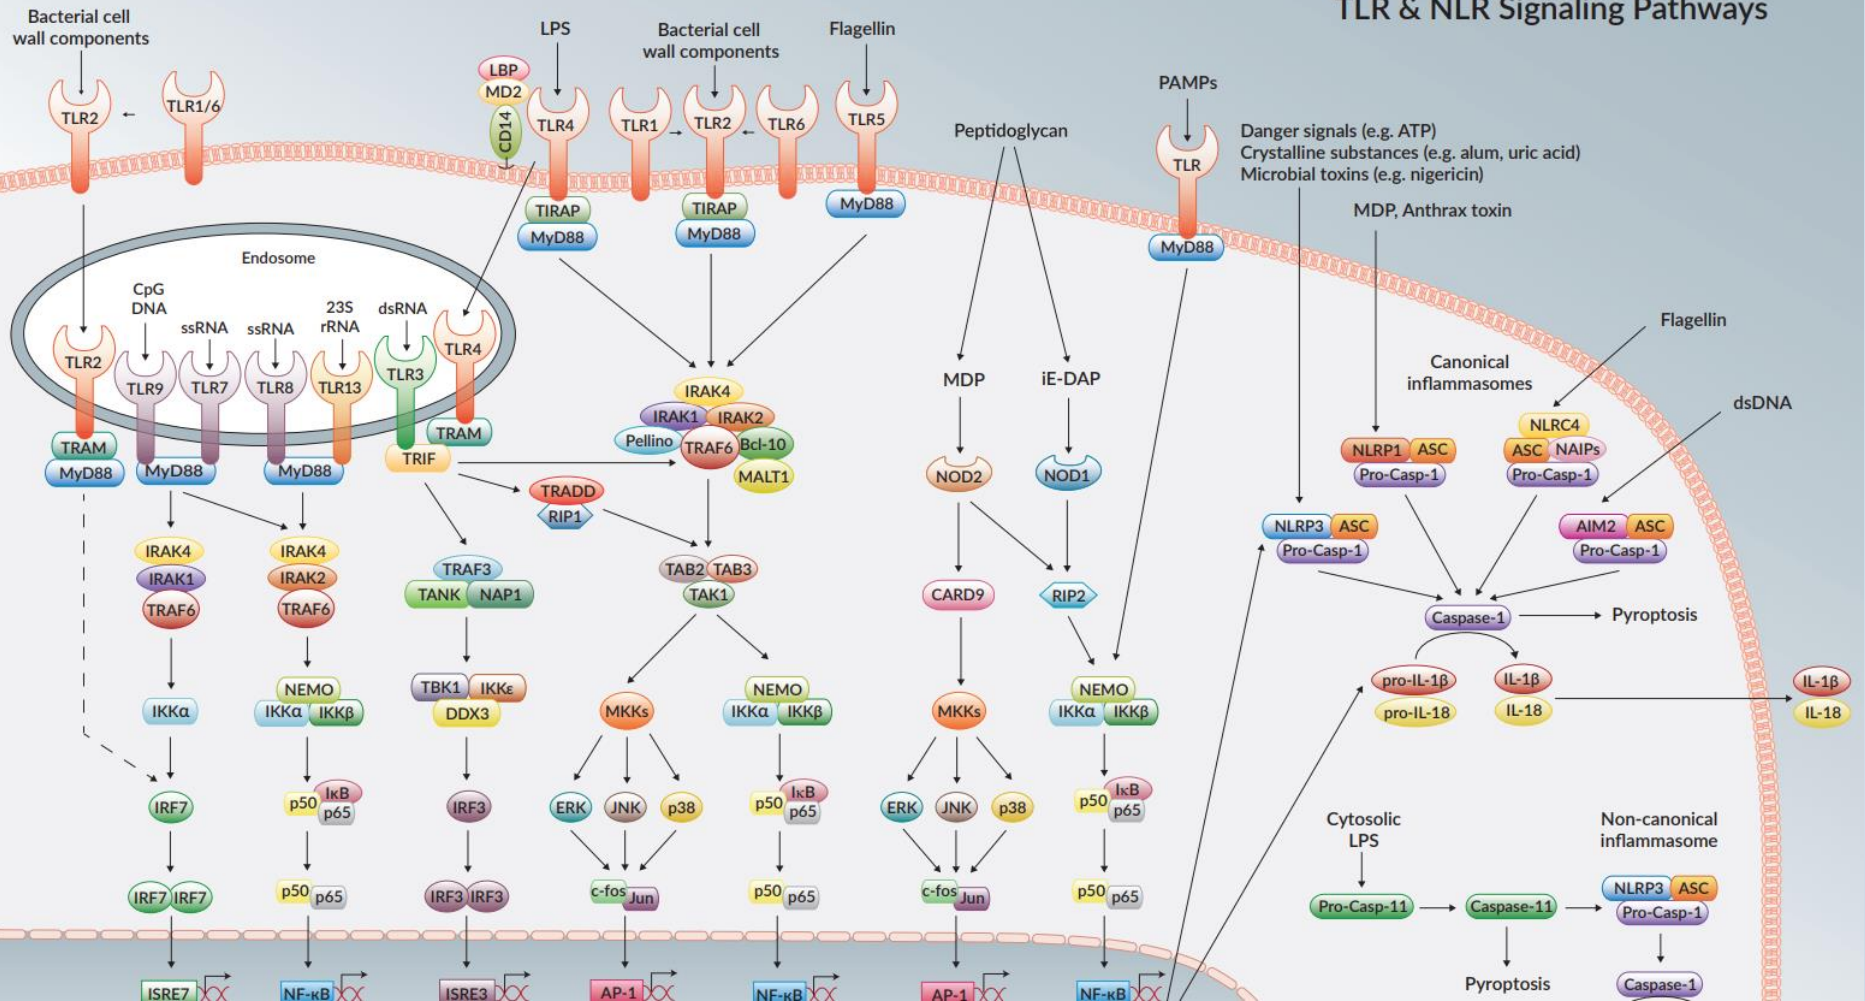 TLR & NLR Signaling Pathways
Bacterial cell
wall components
TLR2
TLR1/6
LPS
LBP
MD2
CD14
TLR4
Bacterial cell
wall components
TLR1
TLR2
TLR6
Flagellin
TLR5
TIRAP
MyD88
TIRAP
MyD88
MyD88
Peptidoglycan
PAMPs
TLR
MyD88
Danger signals (e.g. ATP)
Crystalline substances (e.g. alum, uric acid)
Microbial toxins (e.g. nigericin)
MDP, Anthrax toxin
Endosome
CpG
DNA
ssRNA
ssRNA
23S
rRNA
dsRNA
TLR2
TLR9
TLR7
TLR8
TLR13
TLR3
TLR4
TRAM
MyD88
MyD88
MyD88
TRIF
TRAM
IRAK4
IRAK1
IRAK2
Pellino
TRAF6
Bcl-10
MALT1
TRADD
RIP1
MDP
iE-DAP
NOD2
NOD1
Flagellin
Canonical
inflammasomes
dsDNA
NLRP1
ASC
Pro-Casp-1
NLRC4
ASC
NAIPs
Pro-Casp-1
NLRP3
ASC
Pro-Casp-1
AIM2
ASC
Pro-Casp-1
IRAK4
IRAK1
TRAF6
IRAK4
IRAK2
TRAF6
TRAF3
TANK
NAP1
TAB2
TAB3
TAK1
CARD9
RIP2
Caspase-1
Pyroptosis
IKKα
NEMO
IKKα
IKKβ
TBK1
IKKε
DDX3
MKKs
NEMO
IKKα
IKKβ
MKKs
NEMO
IKKα
IKKβ
pro-IL-1β
pro-IL-18
IL-1β
IL-18
IL-1β
IL-18
IRF7
p50
IκB
p65
IRF3
ERK
JNK
p38
p50
IκB
p65
ERK
JNK
p38
p50
IκB
p65
Cytosolic
LPS
Non-canonical
inflammasome
IRF7
IRF7
p50
p65
IRF3
IRF3
c-fos
Jun
p50
p65
c-fos
Jun
p50
p65
Pro-Casp-11
Caspase-11
NLRP3
ASC
Pro-Casp-1
Pyroptosis
Caspase-1
ISRE7
NF-κB
ISRE3
AP-1
NF-κB
AP-1
NF-κB